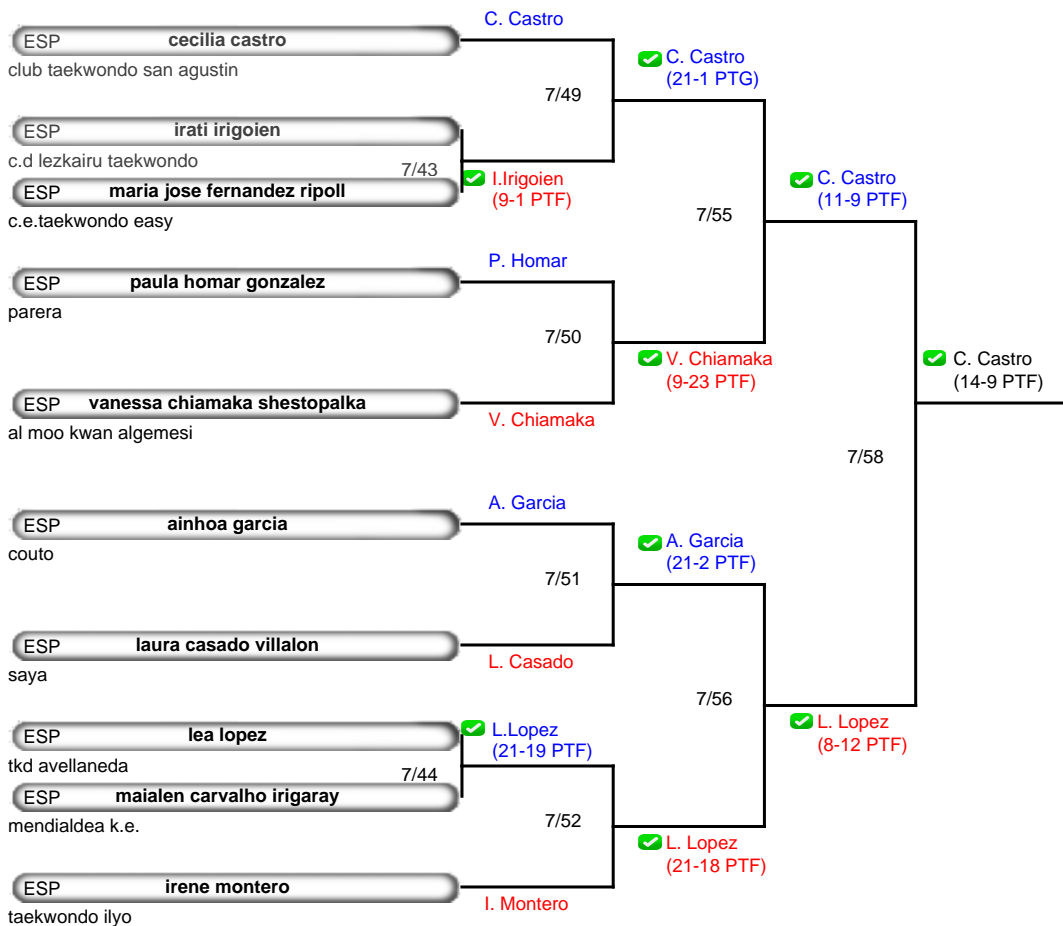 C. Castro
ESP cecilia castro
club taekwondo san agustin
C. Castro
(21-1 PTG)
7/49
ESP irati irigoien
c.d lezkairu taekwondo
7/43
I.Irigoien
(9-1 PTF)
ESP maria jose fernandez ripoll
c.e.taekwondo easy
C. Castro
(11-9 PTF)
7/55
P. Homar
ESP paula homar gonzalez
parera
7/50
V. Chiamaka
(9-23 PTF)
C. Castro
(14-9 PTF)
ESP vanessa chiamaka shestopalka
V. Chiamaka
al moo kwan algemesi
7/58
A. Garcia
ESP ainhoa garcia
couto
A. Garcia
(21-2 PTF)
7/51
ESP laura casado villalon
L. Casado
saya
7/56
L. Lopez
(8-12 PTF)
ESP lea lopez
L.Lopez
(21-19 PTF)
tkd avellaneda
7/44
ESP maialen carvalho irigaray
mendialdea k.e.
7/52
L. Lopez
(21-18 PTF)
ESP irene montero
I. Montero
taekwondo ilyo